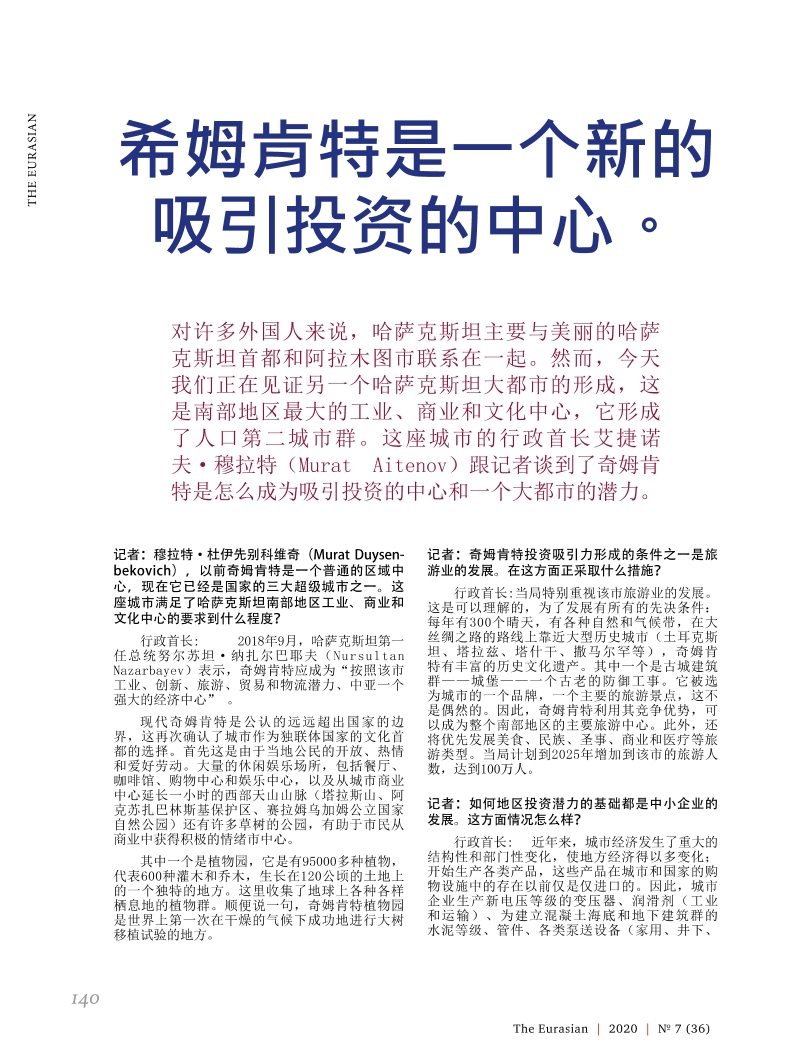 THE EURASIAN
希姆肯特是一个新的
吸引投资的中心。
对许多外国人来说，哈萨克斯坦主要与美丽的哈萨
克斯坦首都和阿拉木图市联系在一起。然而，今天
我们正在见证另一个哈萨克斯坦大都市的形成，这
是南部地区最大的工业、商业和文化中心，它形成
了人口第二城市群。这座城市的行政首长艾捷诺
夫·穆拉特（Murat Aitenov）跟记者谈到了奇姆肯
特是怎么成为吸引投资的中心和一个大都市的潜力。
记者：穆拉特·杜伊先别科维奇（Murat Duysen-
bekovich），以前奇姆肯特是一个普通的区域中
心，现在它已经是国家的三大超级城市之一。这
座城市满足了哈萨克斯坦南部地区工业、商业和
文化中心的要求到什么程度？
行政首长: 2018年9月，哈萨克斯坦第一
任总统努尔苏坦·纳扎尔巴耶夫（Nursultan
Nazarbayev）表示，奇姆肯特应成为“按照该市
工业、创新、旅游、贸易和物流潜力、中亚一个
强大的经济中心” 。
现代奇姆肯特是公认的远远超出国家的边
界，这再次确认了城市作为独联体国家的文化首
都的选择。首先这是由于当地公民的开放、热情
和爱好劳动。大量的休闲娱乐场所，包括餐厅、
咖啡馆、购物中心和娱乐中心，以及从城市商业
中心延长一小时的西部天山山脉（塔拉斯山、阿
克苏扎巴林斯基保护区、赛拉姆乌加姆公立国家
自然公园）还有许多草树的公园，有助于市民从
商业中获得积极的情绪市中心。
其中一个是植物园，它是有95000多种植物，
代表600种灌木和乔木，生长在120公顷的土地上
的一个独特的地方。这里收集了地球上各种各样
栖息地的植物群。顺便说一句，奇姆肯特植物园
是世界上第一次在干燥的气候下成功地进行大树
移植试验的地方。
记者：奇姆肯特投资吸引力形成的条件之一是旅
游业的发展。在这方面正采取什么措施？
行政首长:当局特别重视该市旅游业的发展。
这是可以理解的，为了发展有所有的先决条件：
每年有300个晴天，有各种自然和气候带，在大
丝绸之路的路线上靠近大型历史城市（土耳克斯
坦、塔拉兹、塔什干、撒马尔罕等），奇姆肯
特有丰富的历史文化遗产。其中一个是古城建筑
群——城堡———个古老的防御工事。它被选
为城市的一个品牌，一个主要的旅游景点，这不
是偶然的。因此，奇姆肯特利用其竞争优势，可
以成为整个南部地区的主要旅游中心。此外，还
将优先发展美食、民族、圣事、商业和医疗等旅
游类型。当局计划到2025年增加到该市的旅游人
数，达到100万人。
记者：如何地区投资潜力的基础都是中小企业的
发展。这方面情况怎么样？
行政首长: 近年来，城市经济发生了重大的
结构性和部门性变化，使地方经济得以多变化；
开始生产各类产品，这些产品在城市和国家的购
物设施中的存在以前仅是仅进口的。因此，城市
企业生产新电压等级的变压器、润滑剂（工业
和运输）、为建立混凝土海底和地下建筑群的
水泥等级、管件、各类泵送设备（家用、井下、
140
The Eurasian | 2020 | № 7 (36)